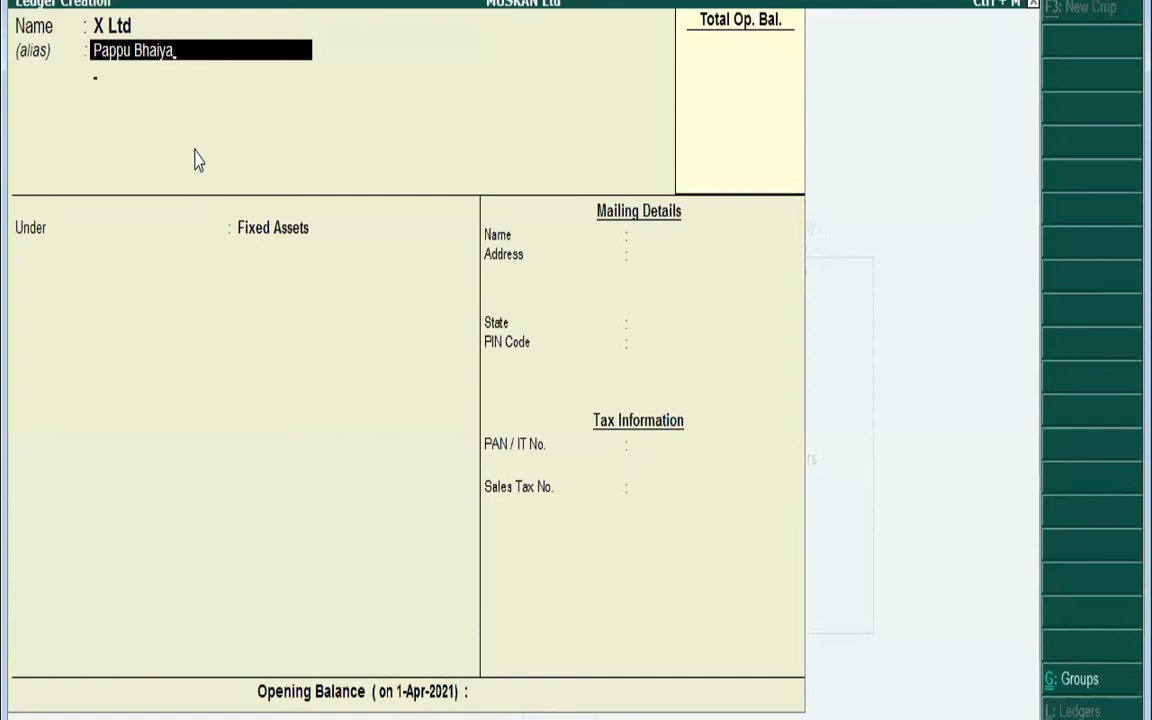 Ledger Creation
MUSKAN Ltd
Ctrl + M
F3: New Cmp
Name : X Ltd
Total Op. Bal.
(alias) : Pappu Bhaiya
Under : Fixed Assets
Mailing Details
Name :
Address :
State :
PIN Code :
Tax Information
PAN / IT No. :
Sales Tax No. :
G: Groups
Opening Balance ( on 1-Apr-2021) :
L: Ledgers